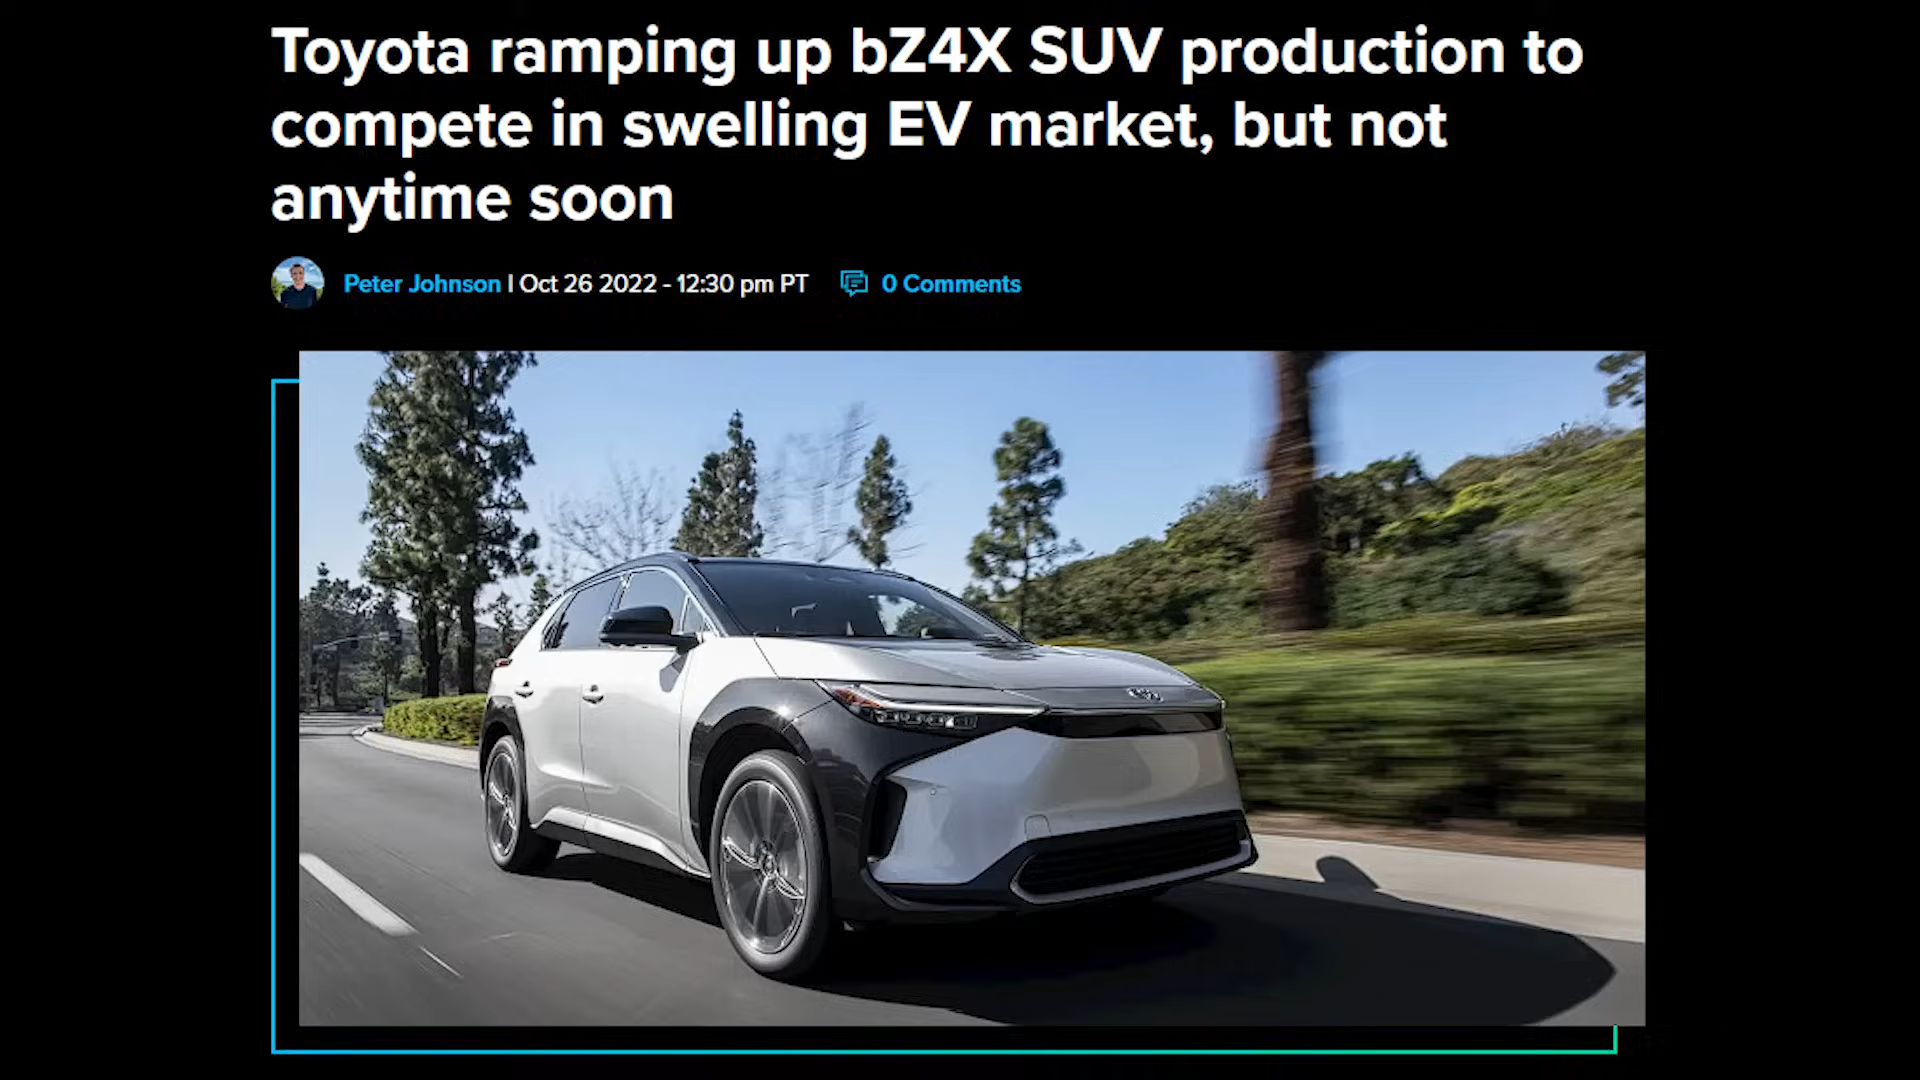 Toyota ramping up bZ4X SUV production to
compete in swelling EV market, but not
anytime soon
Peter Johnson | Oct 26 2022 - 12:30 pm PT 0 Comments